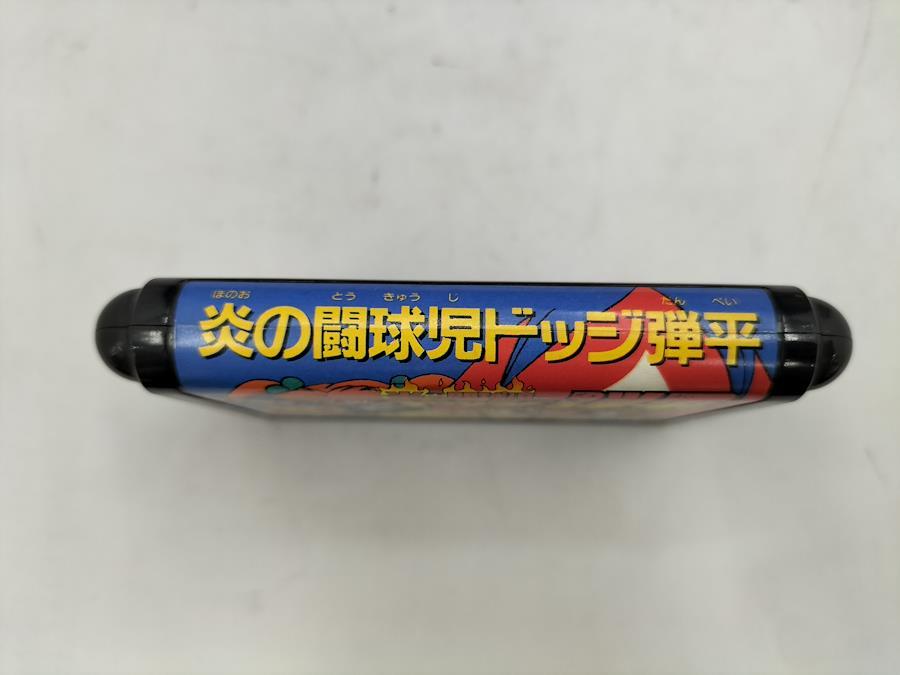 ほのお とう きゅう じ だん ぺい
炎の闘球児ドッジ弾平